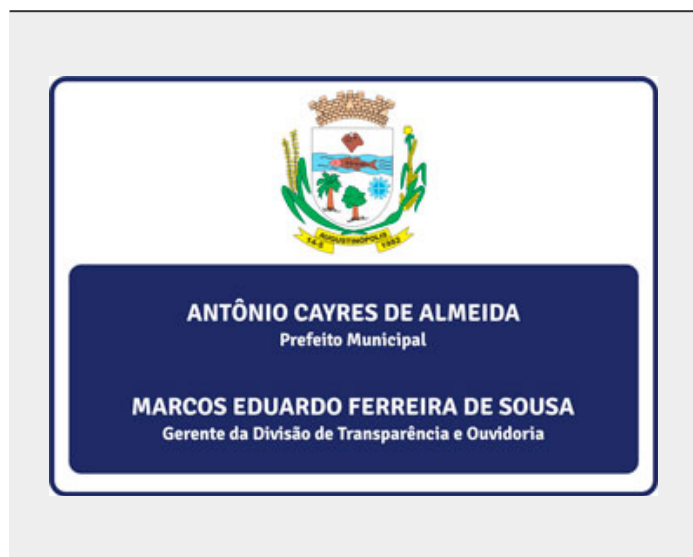 14-5 AUGUSTINÓPOLIS 1982
ANTÔNIO CAYRES DE ALMEIDA
Prefeito Municipal
MARCOS EDUARDO FERREIRA DE SOUSA
Gerente da Divisão de Transparência e Ouvidoria